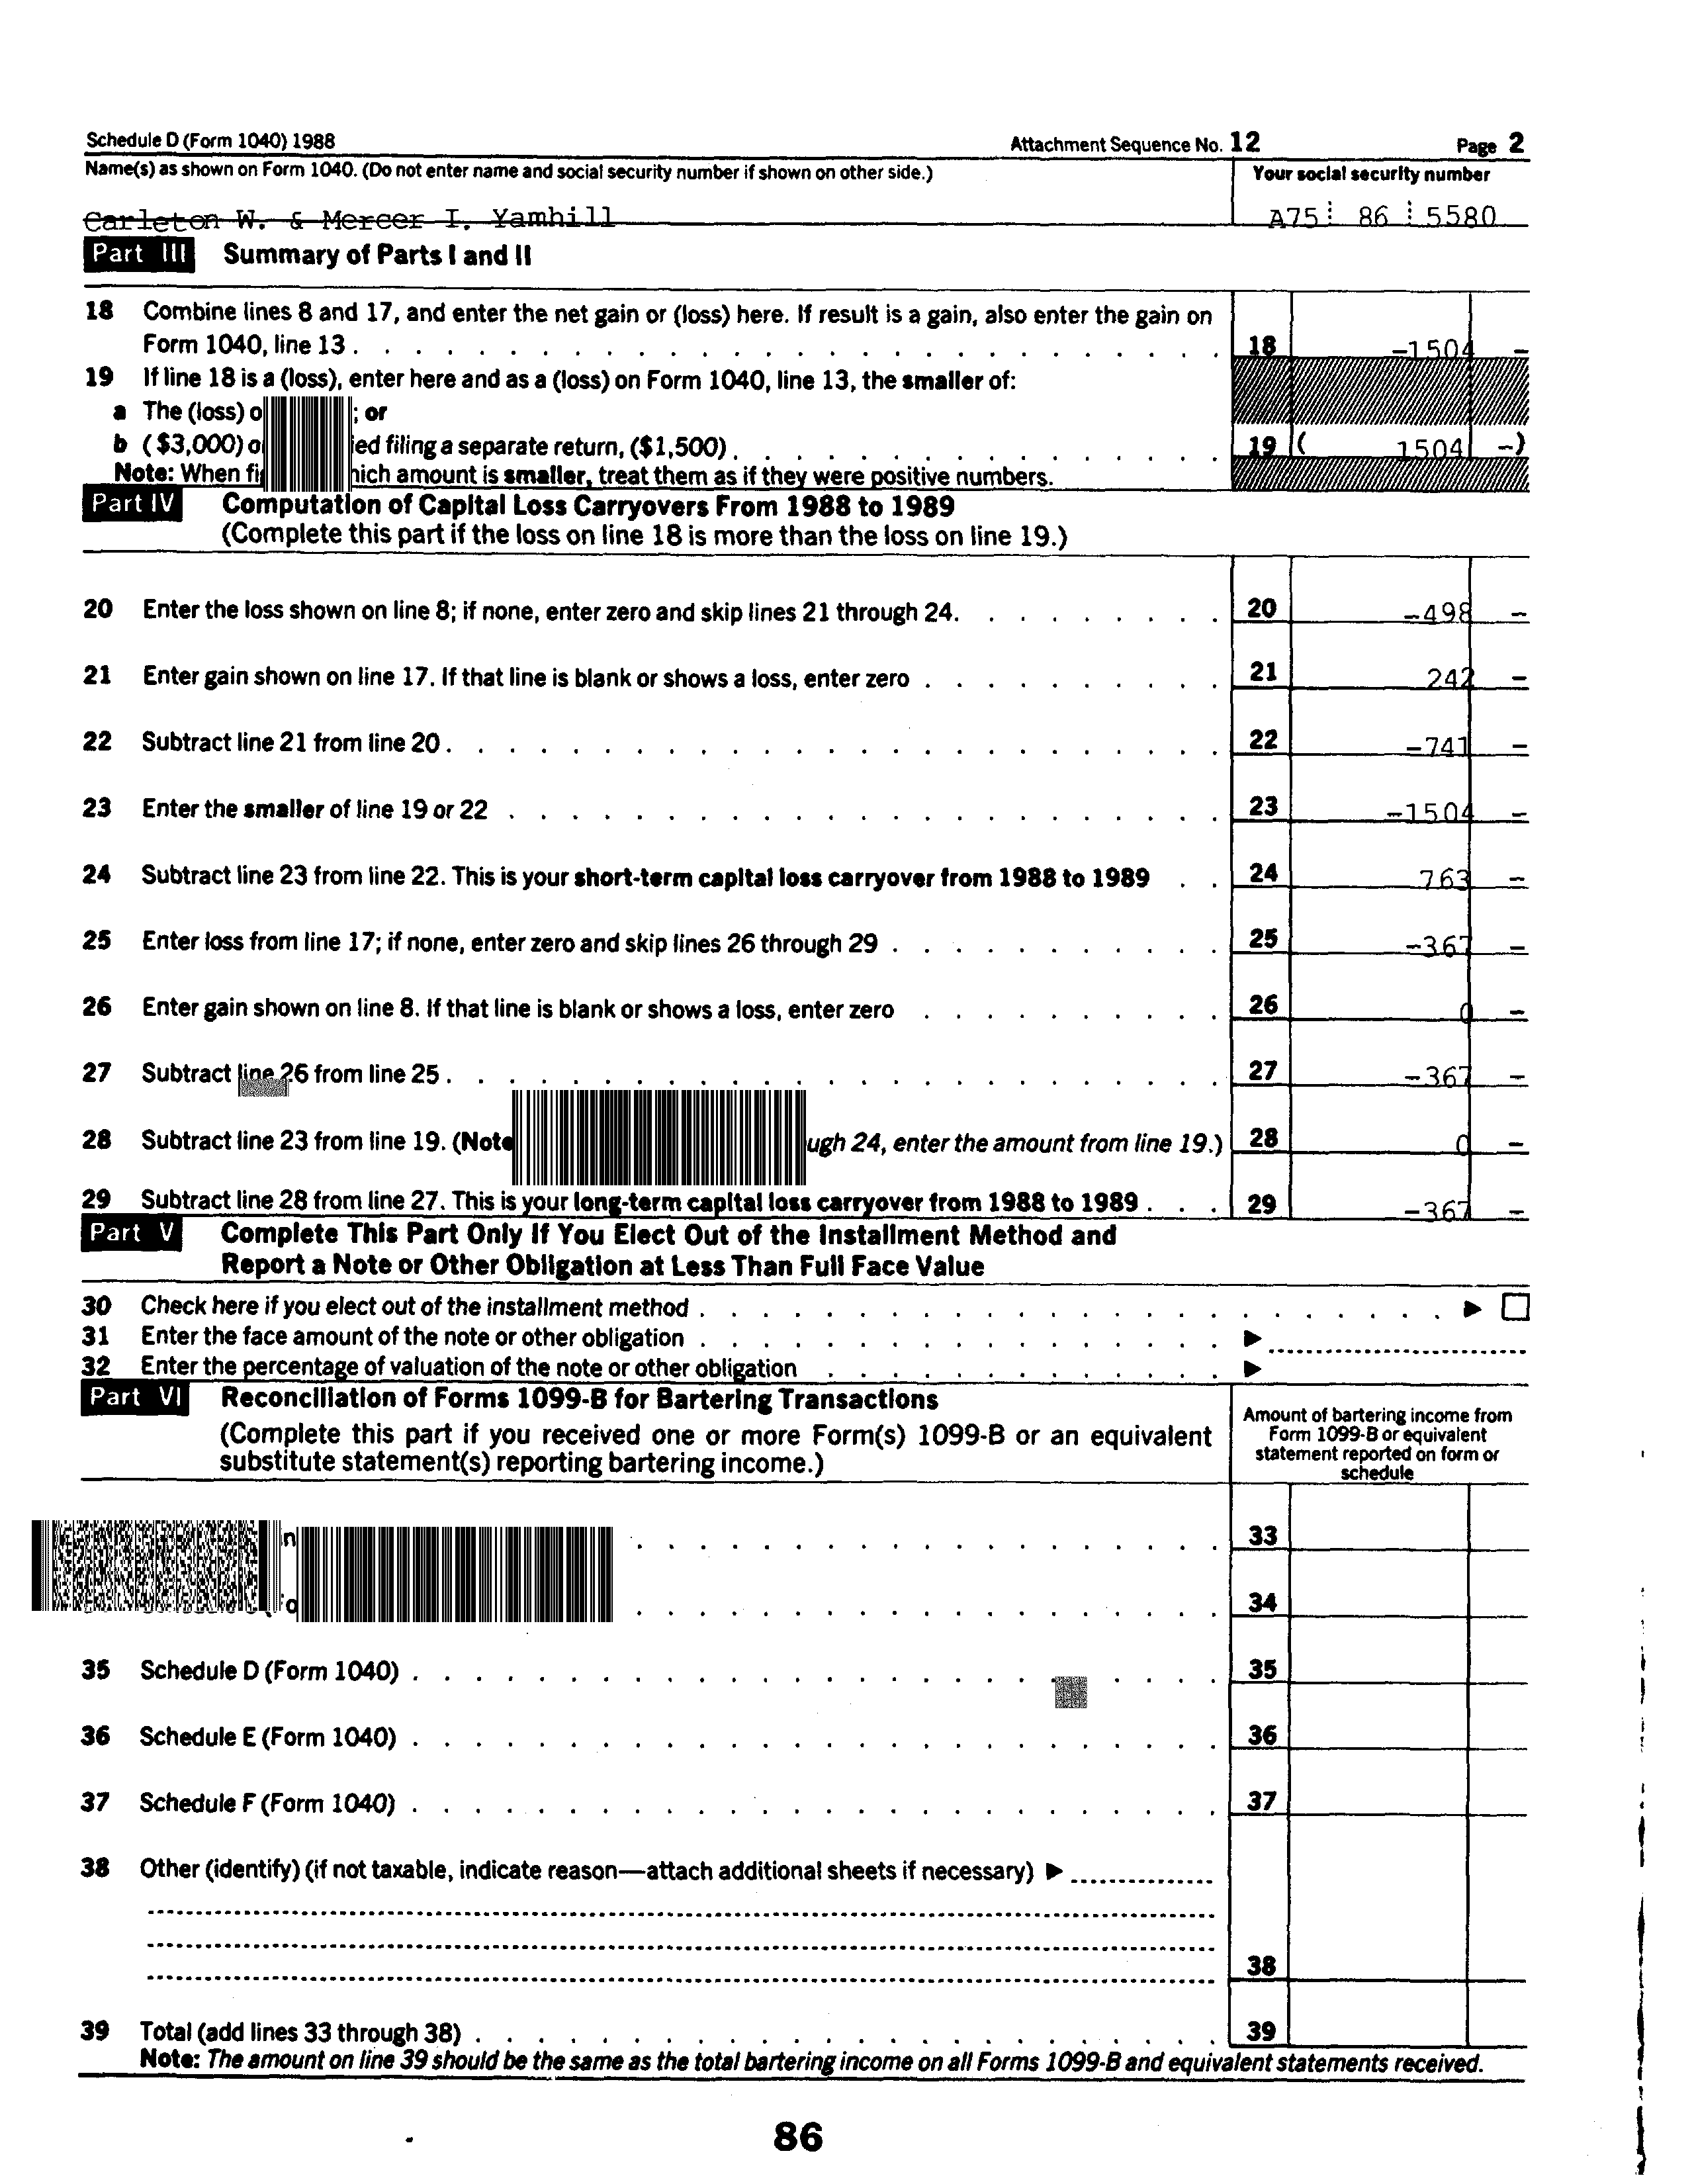 Schedule D (Form 1040) 1988 Attachment Sequence No. 12 Page 2
Name(s) as shown on Form 1040. (Do not enter name and social security number if shown on other side.) Your social security number
Carleton W. & Mercer I. Yamhill A75 86 5580
Part III Summary of Parts I and II
18 Combine lines 8 and 17, and enter the net gain or (loss) here. If result is a gain, also enter the gain on
Form 1040, line 13 . 18 -1504 -
19 If line 18 is a (loss), enter here and as a (loss) on Form 1040, line 13, the smaller of:
a The (loss) o ; or
b ($3,000) o ied filing a separate return, ($1,500) . 19 ( 1504 -)
Note: When fi hich amount is smaller, treat them as if they were positive numbers.
Part IV Computation of Capital Loss Carryovers From 1988 to 1989
(Complete this part if the loss on line 18 is more than the loss on line 19.)
20 Enter the loss shown on line 8; if none, enter zero and skip lines 21 through 24. 20 -498 -
21 Enter gain shown on line 17. If that line is blank or shows a loss, enter zero . 21 242 -
22 Subtract line 21 from line 20 . 22 -741 -
23 Enter the smaller of line 19 or 22 . 23 -1504 -
24 Subtract line 23 from line 22. This is your short-term capital loss carryover from 1988 to 1989 . 24 763 -
25 Enter loss from line 17; if none, enter zero and skip lines 26 through 29 . 25 -367 -
26 Enter gain shown on line 8. If that line is blank or shows a loss, enter zero . 26 0 -
27 Subtract line 26 from line 25 . 27 -367 -
28 Subtract line 23 from line 19. (Note ugh 24, enter the amount from line 19.) 28 0 -
29 Subtract line 28 from line 27. This is your long-term capital loss carryover from 1988 to 1989 . 29 -367 -
Part V Complete This Part Only If You Elect Out of the Installment Method and
Report a Note or Other Obligation at Less Than Full Face Value
30 Check here if you elect out of the installment method . ▶ ☐
31 Enter the face amount of the note or other obligation . ▶
32 Enter the percentage of valuation of the note or other obligation . ▶
Part VI Reconciliation of Forms 1099-B for Bartering Transactions
(Complete this part if you received one or more Form(s) 1099-B or an equivalent
substitute statement(s) reporting bartering income.)
Amount of bartering income from
Form 1099-B or equivalent
statement reported on form or
schedule
33
34
35 Schedule D (Form 1040) . 35
36 Schedule E (Form 1040) . 36
37 Schedule F (Form 1040) . 37
38 Other (identify) (if not taxable, indicate reason—attach additional sheets if necessary) ▶
38
39 Total (add lines 33 through 38) . 39
Note: The amount on line 39 should be the same as the total bartering income on all Forms 1099-B and equivalent statements received.
86